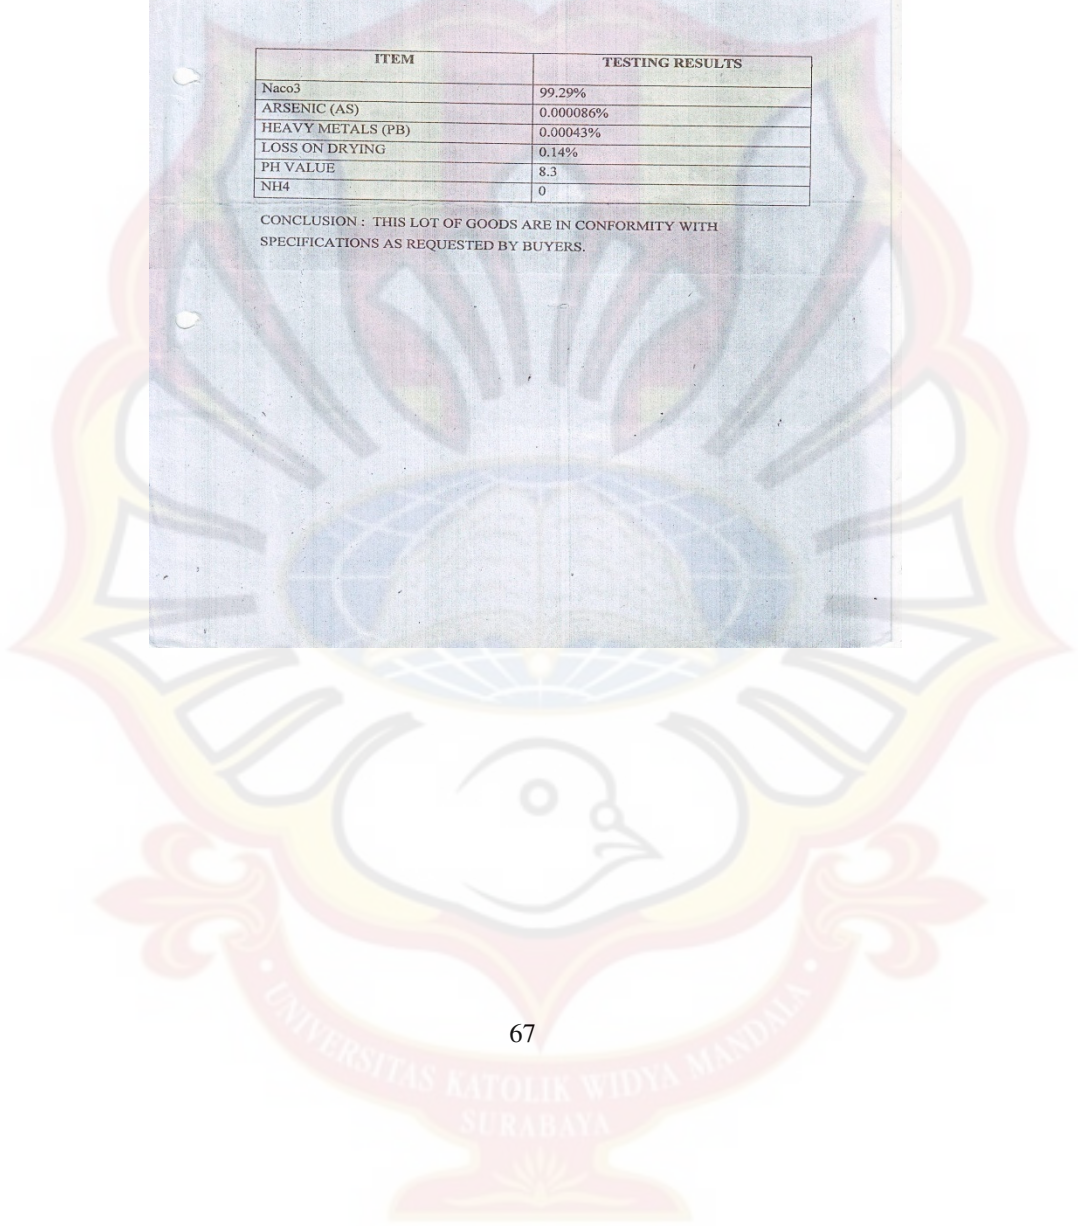 ITEM TESTING RESULTS
Naco3 99.29%
ARSENIC (AS) 0.000086%
HEAVY METALS (PB) 0.00043%
LOSS ON DRYING 0.14%
PH VALUE 8.3
NH4 0
CONCLUSION : THIS LOT OF GOODS ARE IN CONFORMITY WITH
SPECIFICATIONS AS REQUESTED BY BUYERS.
67
UNIVERSITAS KATOLIK WIDYA MANDALA
SURABAYA